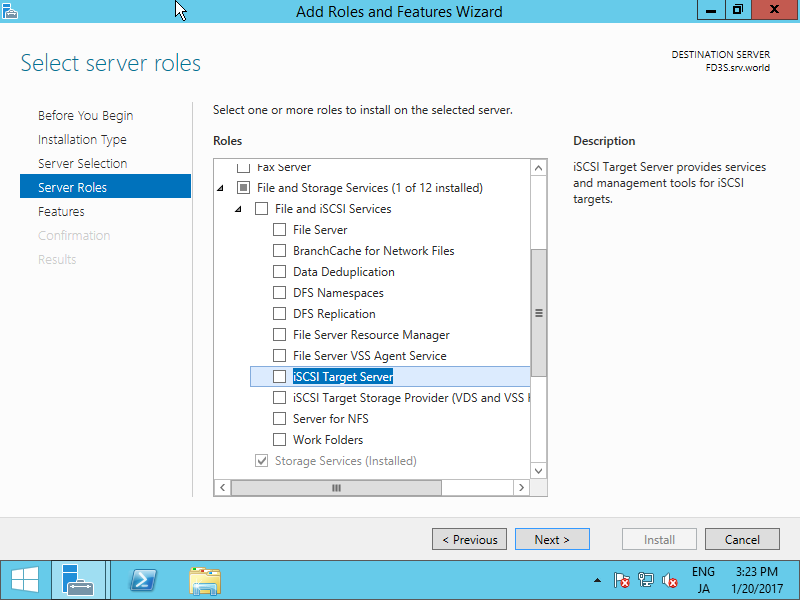 Add Roles and Features Wizard
Select server roles
DESTINATION SERVER
FD3S.srv.world
Before You Begin
Installation Type
Server Selection
Server Roles
Features
Confirmation
Results
Select one or more roles to install on the selected server.
Roles
Fax Server
File and Storage Services (1 of 12 installed)
File and iSCSI Services
File Server
BranchCache for Network Files
Data Deduplication
DFS Namespaces
DFS Replication
File Server Resource Manager
File Server VSS Agent Service
iSCSI Target Server
iSCSI Target Storage Provider (VDS and VSS
Server for NFS
Work Folders
Storage Services (Installed)
Description
iSCSI Target Server provides services
and management tools for iSCSI
targets.
< Previous
Next >
Install
Cancel
ENG
JA
3:23 PM
1/20/2017